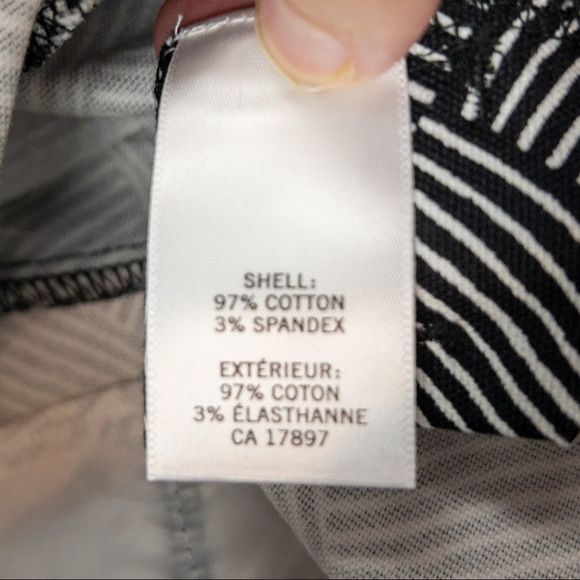 SHELL:
97% COTTON
3% SPANDEX
EXTÉRIEUR:
97% COTON
3% ÉLASTHANNE
CA 17897